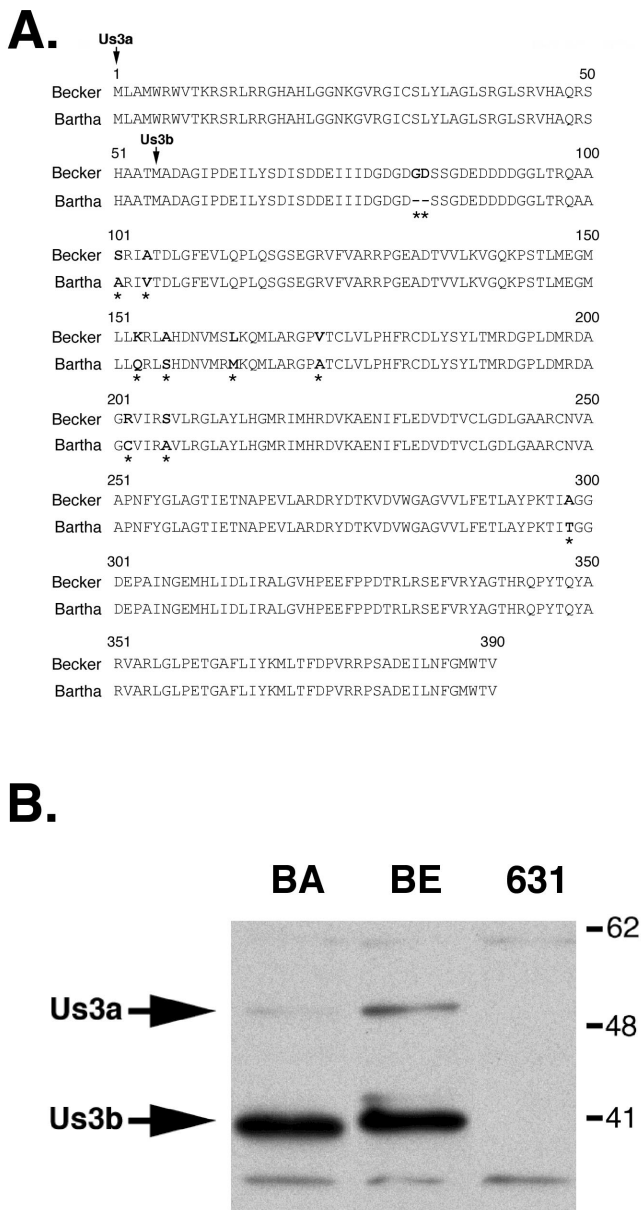 A.
Us3a
1 50
Becker MLAMWRWVTKRSRLRRGHAHLGGNKGVRGICSLYLAGLSRGLSRVHAQRS
Bartha MLAMWRWVTKRSRLRRGHAHLGGNKGVRGICSLYLAGLSRGLSRVHAQRS
Us3b
51 100
Becker HAATMADAGIPDEILYSDISDDEIIIDGDGDGDSSGDEDDDDGGLTRQAA
Bartha HAATMADAGIPDEILYSDISDDEIIIDGDGD--SSGDEDDDDGGLTRQAA
**
101 150
Becker SRIATDLGFEVLQPLQSGSEGRVFVARRPGEADTVVLKVGQKPSTLMEGM
Bartha ARIVTDLGFEVLQPLQSGSEGRVFVARRPGEADTVVLKVGQKPSTLMEGM
* *
151 200
Becker LLKRLAHDNVMSLKQMLARGPVTCLVLPHFRCDLYSYLTMRDGPLDMRDA
Bartha LLQRLSHDNVMRMKQMLARGPATCLVLPHFRCDLYSYLTMRDGPLDMRDA
* * * *
201 250
Becker GRVIRSVLRGLAYLHGMRIMHRDVKAENIFLEDVDTVCLGDLGAARCNVA
Bartha GCVIRAVLRGLAYLHGMRIMHRDVKAENIFLEDVDTVCLGDLGAARCNVA
* *
251 300
Becker APNFYGLAGTIETNAPEVLARDRYDTKVDVWGAGVVLFETLAYPKTIAGG
Bartha APNFYGLAGTIETNAPEVLARDRYDTKVDVWGAGVVLFETLAYPKTITGG
*
301 350
Becker DEPAINGEMHLIDLIRALGVHPEEFPPDTRLRSEFVRYAGTHRQPYTQYA
Bartha DEPAINGEMHLIDLIRALGVHPEEFPPDTRLRSEFVRYAGTHRQPYTQYA
351 390
Becker RVARLGLPETGAFLIYKMLTFDPVRRPSADEILNFGMWTV
Bartha RVARLGLPETGAFLIYKMLTFDPVRRPSADEILNFGMWTV
B.
BA BE 631
62
Us3a
48
Us3b
41